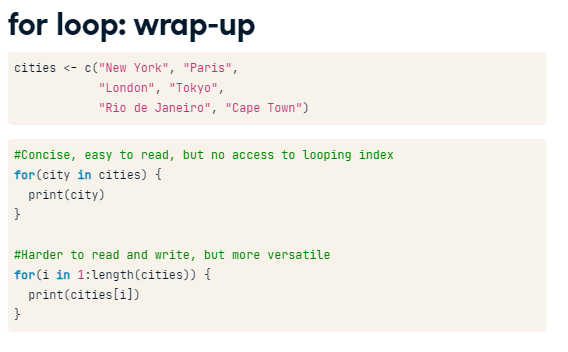 for loop: wrap-up
cities <- c("New York", "Paris",
            "London", "Tokyo",
            "Rio de Janeiro", "Cape Town")
#Concise, easy to read, but no access to looping index
for(city in cities) {
  print(city)
}
#Harder to read and write, but more versatile
for(i in 1:length(cities)) {
  print(cities[i])
}